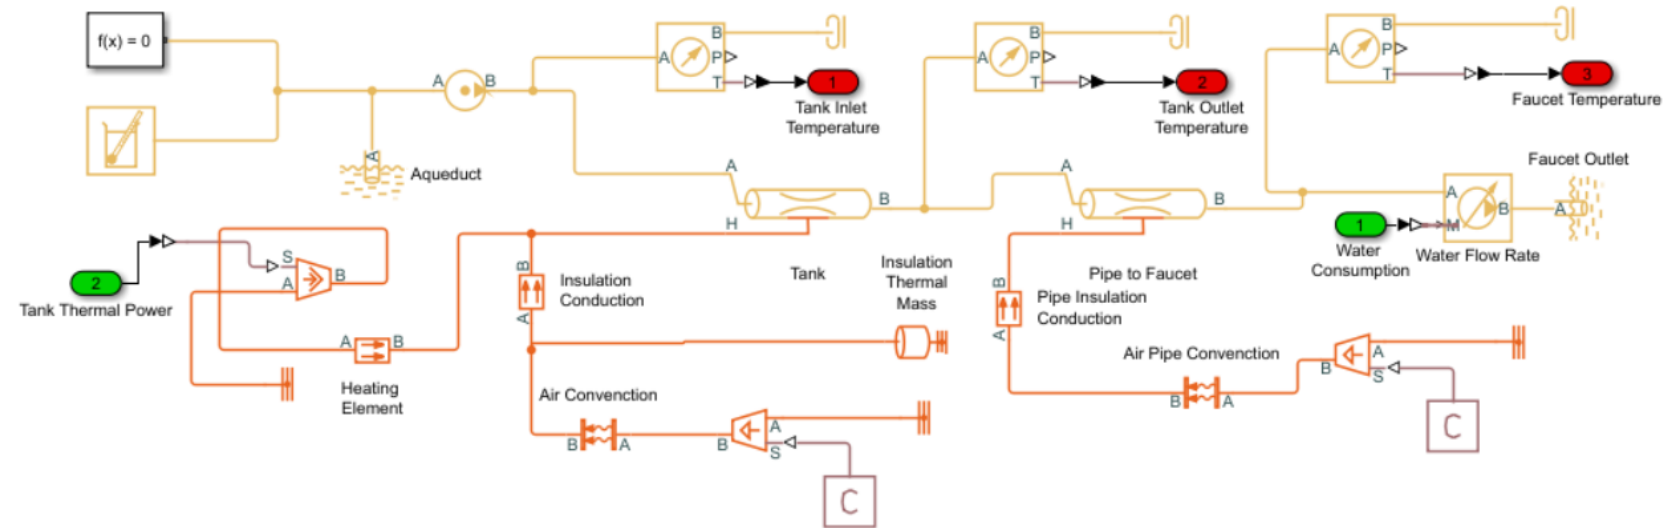 f(x) = 0
A
B
A
B
P
T
1
Tank Inlet
Temperature
A
B
P
T
2
Tank Outlet
Temperature
A
B
P
T
3
Faucet Temperature
A
Aqueduct
A
B
H
Tank
A
B
H
Pipe to Faucet
Faucet Outlet
A
B
M
A
1
Water
Consumption
Water Flow Rate
2
Tank Thermal Power
S
A
B
A
B
Heating
Element
B
A
Insulation
Conduction
Insulation
Thermal
Mass
B
A
Pipe Insulation
Conduction
Air Convenction
B
A
B
A
S
C
Air Pipe Convenction
B
A
B
A
S
C